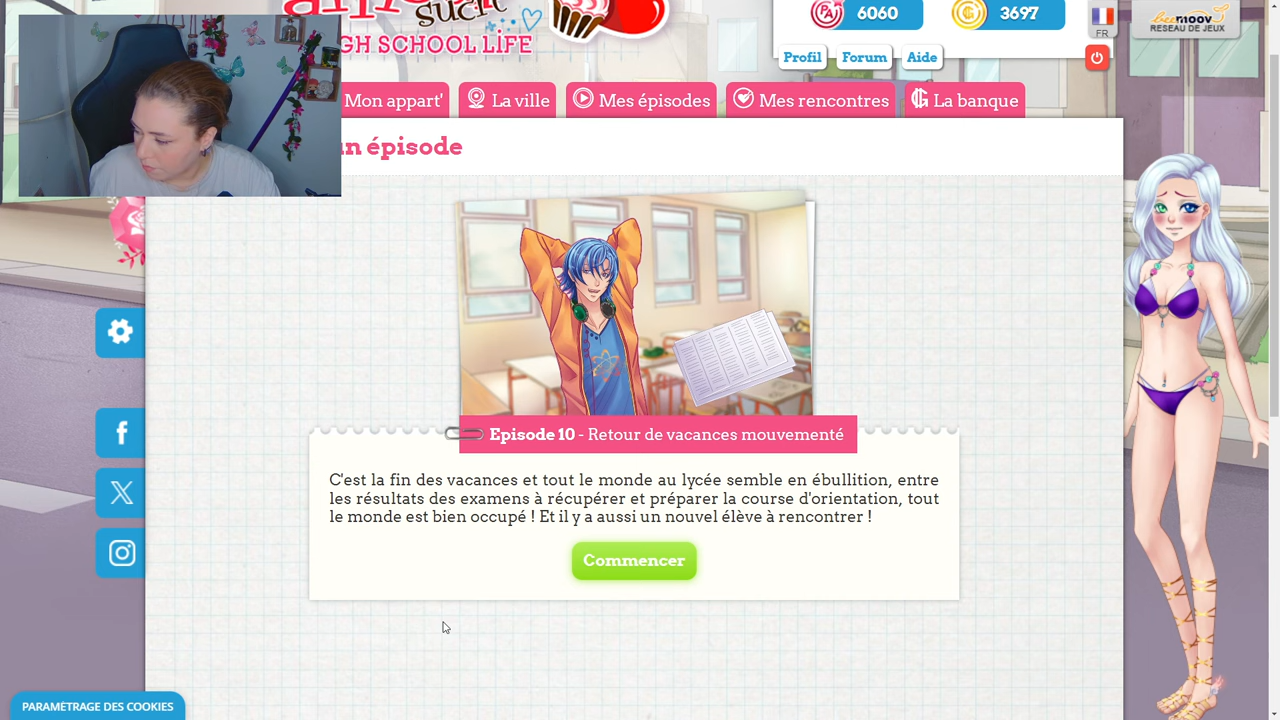 sucré
HIGH SCHOOL LIFE
6060
3697
FR
beemoov
RESEAU DE JEUX
Profil
Forum
Aide
Mon appart'
La ville
Mes épisodes
Mes rencontres
La banque
un épisode
Episode 10 - Retour de vacances mouvementé
C'est la fin des vacances et tout le monde au lycée semble en ébullition, entre
les résultats des examens à récupérer et préparer la course d'orientation, tout
le monde est bien occupé ! Et il y a aussi un nouvel élève à rencontrer !
Commencer
PARAMÉTRAGE DES COOKIES